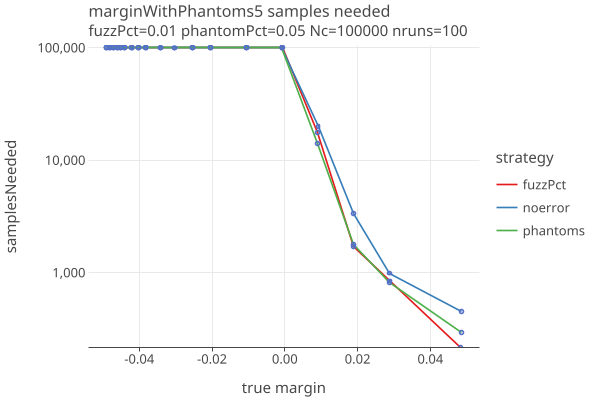 marginWithPhantoms5 samples needed
fuzzPct=0.01 phantomPct=0.05 Nc=100000 nruns=100
100,000
10,000
1,000
samplesNeeded
-0.04
-0.02
0.00
0.02
0.04
true margin
strategy
fuzzPct
noerror
phantoms